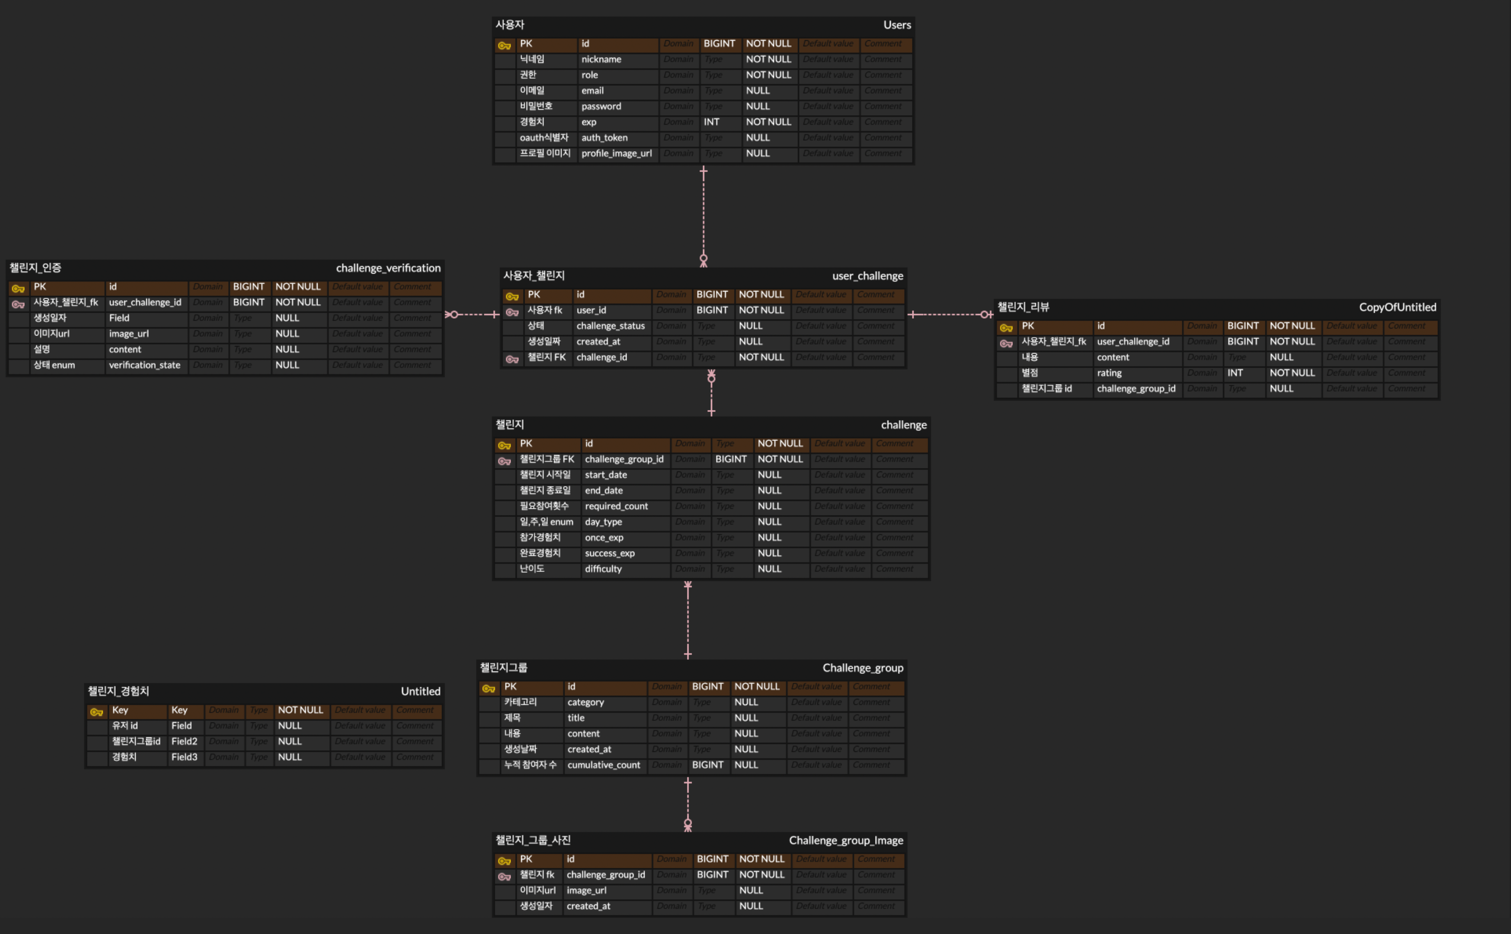 사용자 Users
PK id Domain BIGINT NOT NULL Default value Comment
닉네임 nickname Domain Type NOT NULL Default value Comment
권한 role Domain Type NOT NULL Default value Comment
이메일 email Domain Type NULL Default value Comment
비밀번호 password Domain Type NULL Default value Comment
경험치 exp Domain INT NOT NULL Default value Comment
oauth식별자 auth_token Domain Type NULL Default value Comment
프로필 이미지 profile_image_url Domain Type NULL Default value Comment
챌린지_인증 challenge_verification
PK id Domain BIGINT NOT NULL Default value Comment
사용자_챌린지_fk user_challenge_id Domain BIGINT NOT NULL Default value Comment
생성일자 Field Domain Type NULL Default value Comment
이미지url image_url Domain Type NULL Default value Comment
설명 content Domain Type NULL Default value Comment
상태 enum verification_state Domain Type NULL Default value Comment
사용자_챌린지 user_challenge
PK id Domain BIGINT NOT NULL Default value Comment
사용자 fk user_id Domain BIGINT NOT NULL Default value Comment
상태 challenge_status Domain Type NULL Default value Comment
생성일짜 created_at Domain Type NULL Default value Comment
챌린지 FK challenge_id Domain Type NOT NULL Default value Comment
챌린지_리뷰 CopyOfUntitled
PK id Domain BIGINT NOT NULL Default value Comment
사용자_챌린지_fk user_challenge_id Domain BIGINT NOT NULL Default value Comment
내용 content Domain Type NULL Default value Comment
별점 rating Domain INT NOT NULL Default value Comment
챌린지그룹 id challenge_group_id Domain Type NULL Default value Comment
챌린지 challenge
PK id Domain Type NOT NULL Default value Comment
챌린지그룹 FK challenge_group_id Domain BIGINT NOT NULL Default value Comment
챌린지 시작일 start_date Domain Type NULL Default value Comment
챌린지 종료일 end_date Domain Type NULL Default value Comment
필요참여횟수 required_count Domain Type NULL Default value Comment
일,주,일 enum day_type Domain Type NULL Default value Comment
참가경험치 once_exp Domain Type NULL Default value Comment
완료경험치 success_exp Domain Type NULL Default value Comment
난이도 difficulty Domain Type NULL Default value Comment
챌린지_경험치 Untitled
Key Key Domain Type NOT NULL Default value Comment
유저 id Field Domain Type NULL Default value Comment
챌린지그룹id Field2 Domain Type NULL Default value Comment
경험치 Field3 Domain Type NULL Default value Comment
챌린지그룹 Challenge_group
PK id Domain BIGINT NOT NULL Default value Comment
카테고리 category Domain Type NULL Default value Comment
제목 title Domain Type NULL Default value Comment
내용 content Domain Type NULL Default value Comment
생성날짜 created_at Domain Type NULL Default value Comment
누적 참여자 수 cumulative_count Domain BIGINT NULL Default value Comment
챌린지_그룹_사진 Challenge_group_Image
PK id Domain BIGINT NOT NULL Default value Comment
챌린지 fk challenge_group_id Domain BIGINT NOT NULL Default value Comment
이미지url image_url Domain Type NULL Default value Comment
생성일자 created_at Domain Type NULL Default value Comment